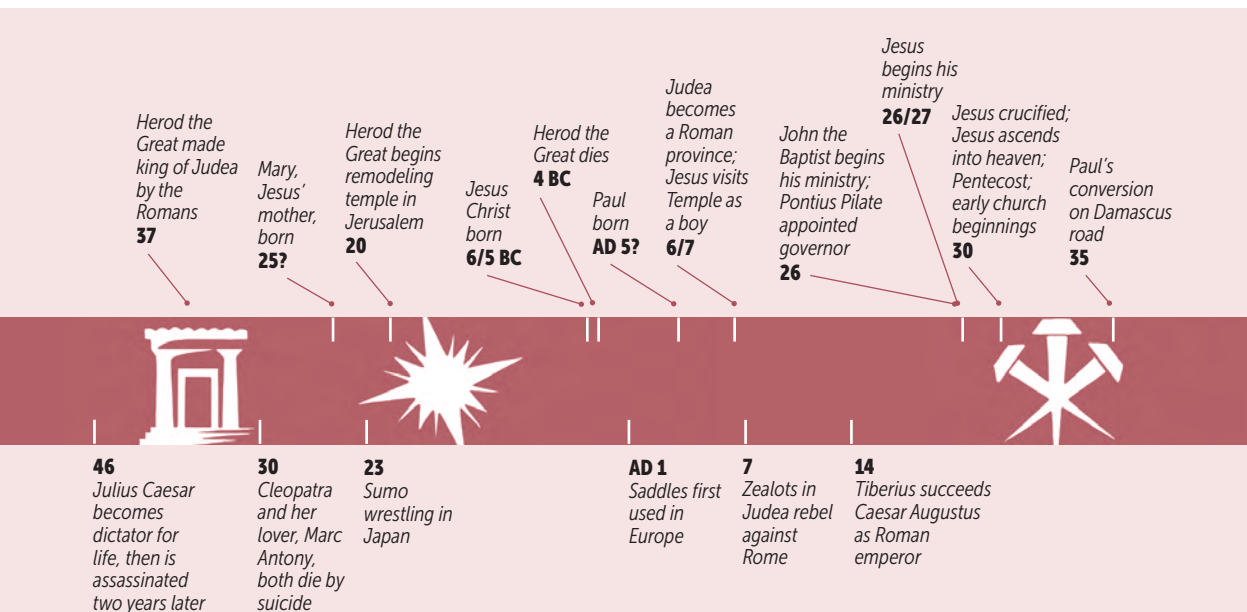 Herod the
Great made
king of Judea
by the
Romans
37
Mary,
Jesus’
mother,
born
25?
Herod the
Great begins
remodeling
temple in
Jerusalem
20
Jesus
Christ
born
6/5 BC
Herod the
Great dies
4 BC
Paul
born
AD 5?
Judea
becomes
a Roman
province;
Jesus visits
Temple as
a boy
6/7
John the
Baptist begins
his ministry;
Pontius Pilate
appointed
governor
26
Jesus
begins his
ministry
26/27
Jesus crucified;
Jesus ascends
into heaven;
Pentecost;
early church
beginnings
30
Paul’s
conversion
on Damascus
road
35
46
Julius Caesar
becomes
dictator for
life, then is
assassinated
two years later
30
Cleopatra
and her
lover, Marc
Antony,
both die by
suicide
23
Sumo
wrestling in
Japan
AD 1
Saddles first
used in
Europe
7
Zealots in
Judea rebel
against
Rome
14
Tiberius succeeds
Caesar Augustus
as Roman
emperor